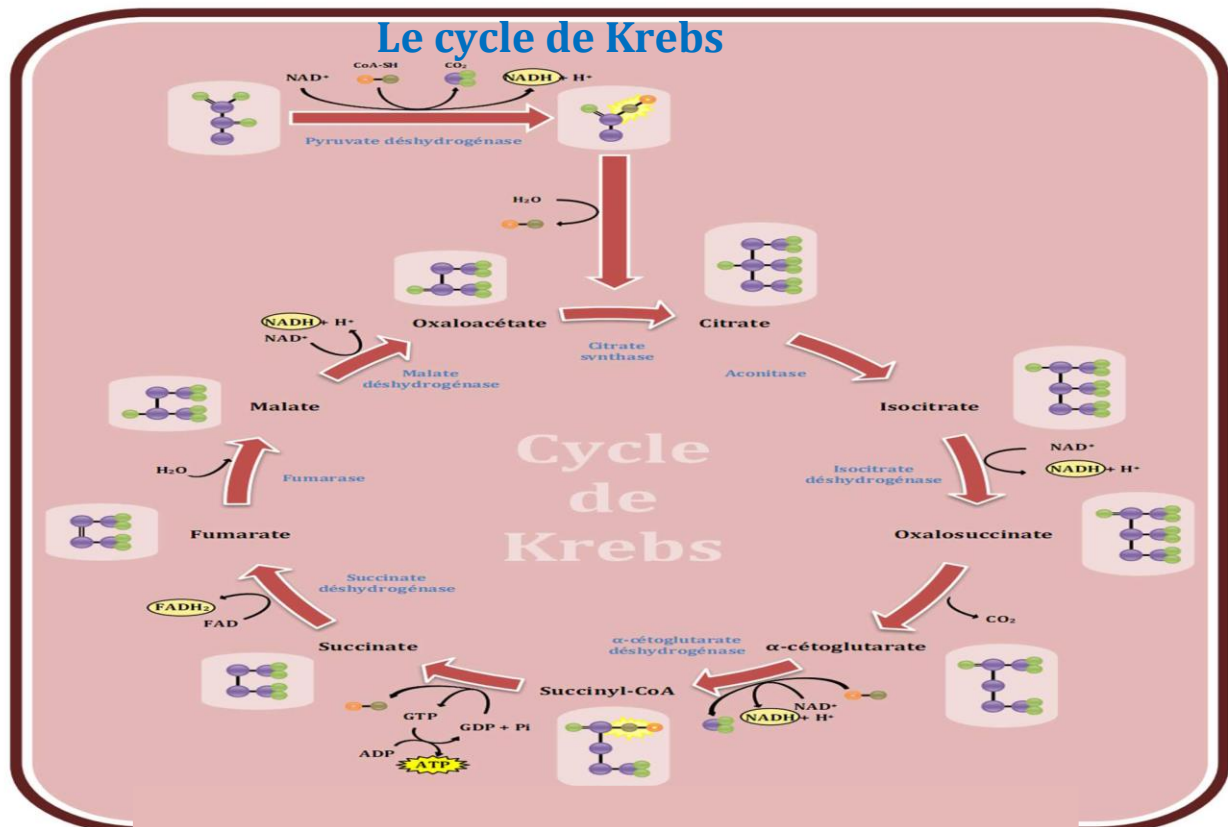 Le cycle de Krebs
NAD⁺
CoA-SH
CO₂
NADH + H⁺
Pyruvate déshydrogénase
H₂O
Oxaloacétate
Citrate
Citrate
synthase
NADH + H⁺
NAD⁺
Malate
déshydrogénase
Aconitase
Malate
Isocitrate
NAD⁺
NADH + H⁺
Isocitrate
déshydrogénase
H₂O
Fumarase
Cycle
de
Krebs
Fumarate
Oxalosuccinate
Succinate
déshydrogénase
FADH₂
FAD
CO₂
Succinate
α-cétoglutarate
déshydrogénase
α-cétoglutarate
Succinyl-CoA
NAD⁺
NADH + H⁺
GTP
GDP + Pi
ADP
ATP